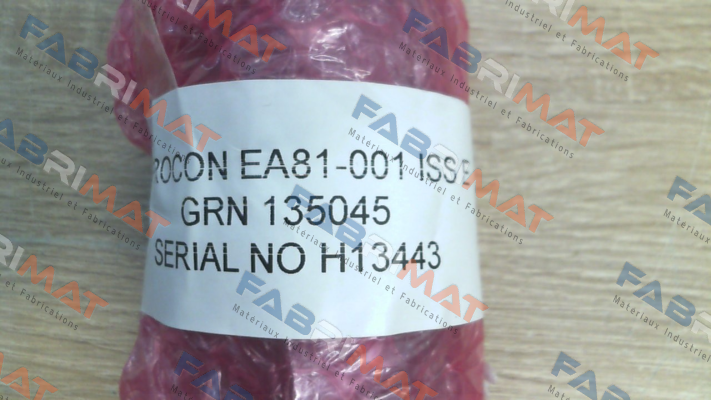 ROCON EA81-001 ISS/E
GRN 135045
SERIAL NO H13443
FABRIMAT
Matériaux Industriel et Fabrications